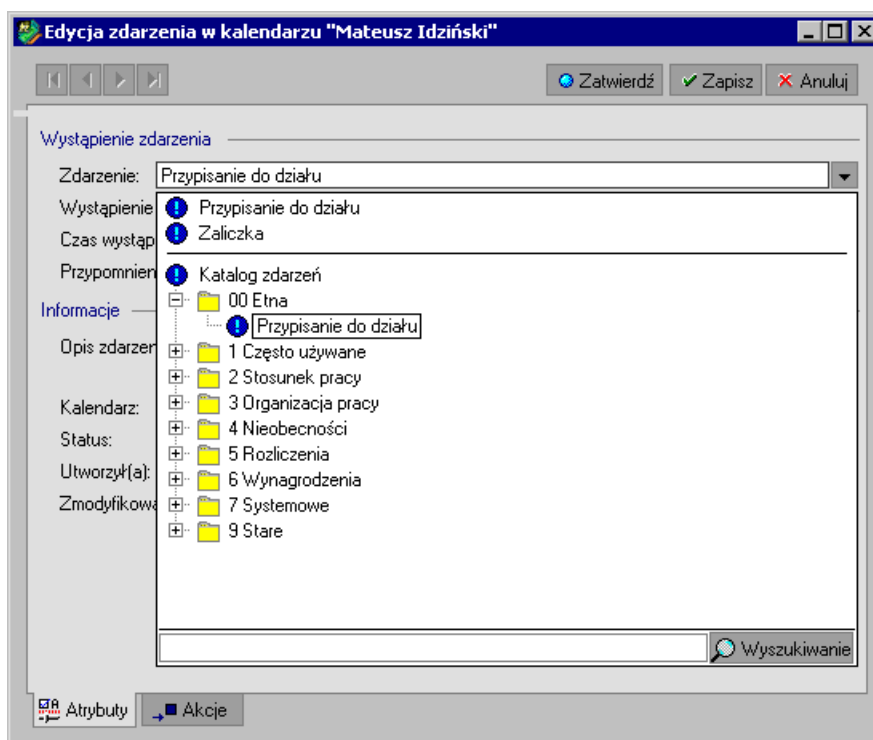 Edycja zdarzenia w kalendarzu "Mateusz Idziński"
Zatwierdź Zapisz Anuluj
Wystąpienie zdarzenia
Zdarzenie: Przypisanie do działu
Wystąpienie Przypisanie do działu
Czas wystąp Zaliczka
Przypomnien Katalog zdarzeń
00 Etna
Informacje
Przypisanie do działu
Opis zdarzer
1 Często używane
2 Stosunek pracy
Kalendarz: 3 Organizacja pracy
4 Nieobecności
Status:
5 Rozliczenia
Utworzył(a): 6 Wynagrodzenia
Zmodyfikowa 7 Systemowe
9 Stare
Wyszukiwanie
Atrybuty Akcje